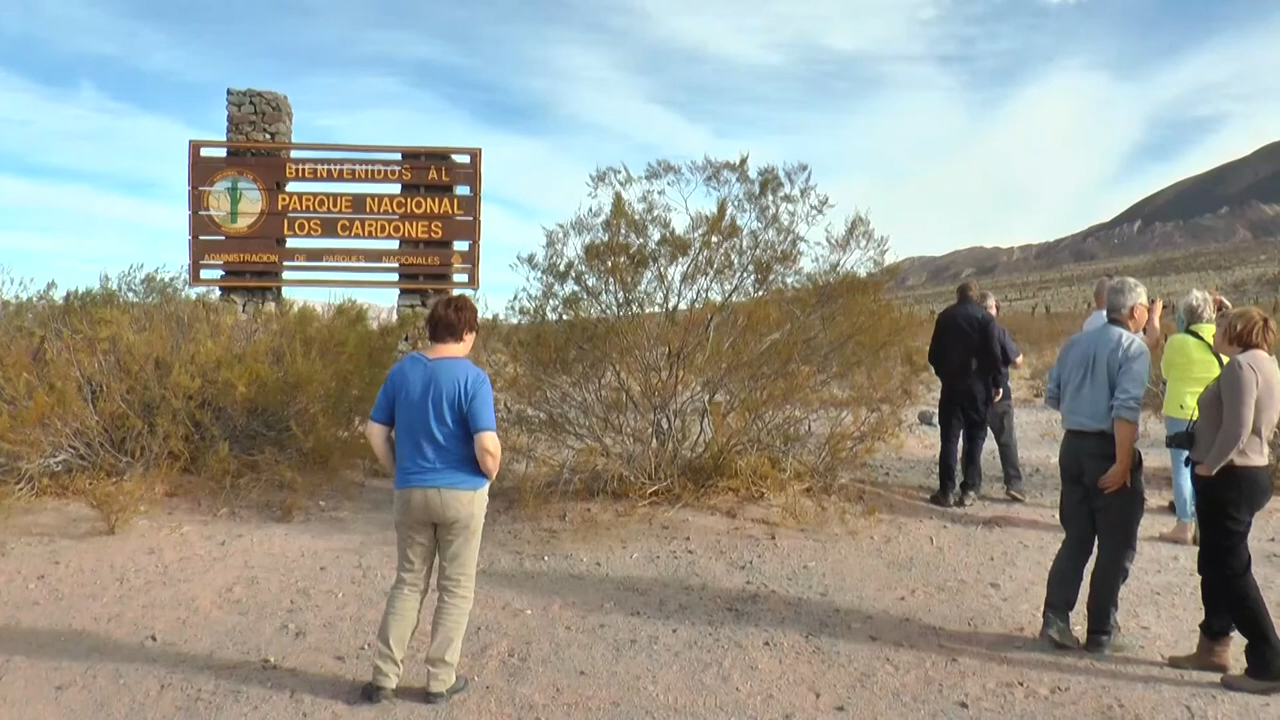 BIENVENIDOS AL
PARQUE NACIONAL
LOS CARDONES
ADMINISTRACION DE PARQUES NACIONALES